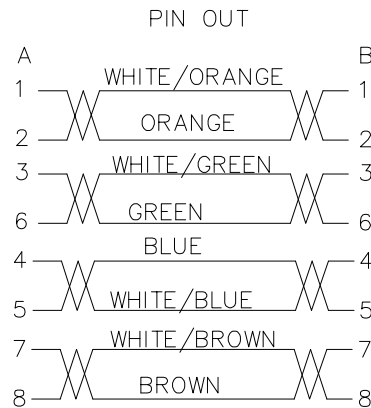 PIN OUT
A B
1 WHITE/ORANGE 1
2 ORANGE 2
3 WHITE/GREEN 3
6 GREEN 6
4 BLUE 4
5 WHITE/BLUE 5
7 WHITE/BROWN 7
8 BROWN 8